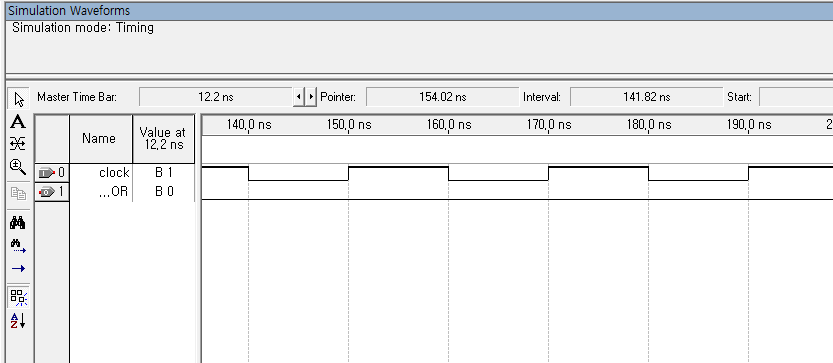 Simulation Waveforms
Simulation mode: Timing
Master Time Bar: 12.2 ns Pointer: 154.02 ns Interval: 141.82 ns Start:
Name Value at 12.2 ns 140.0 ns 150.0 ns 160.0 ns 170.0 ns 180.0 ns 190.0 ns 2
0 clock B 1
1 ...OR B 0